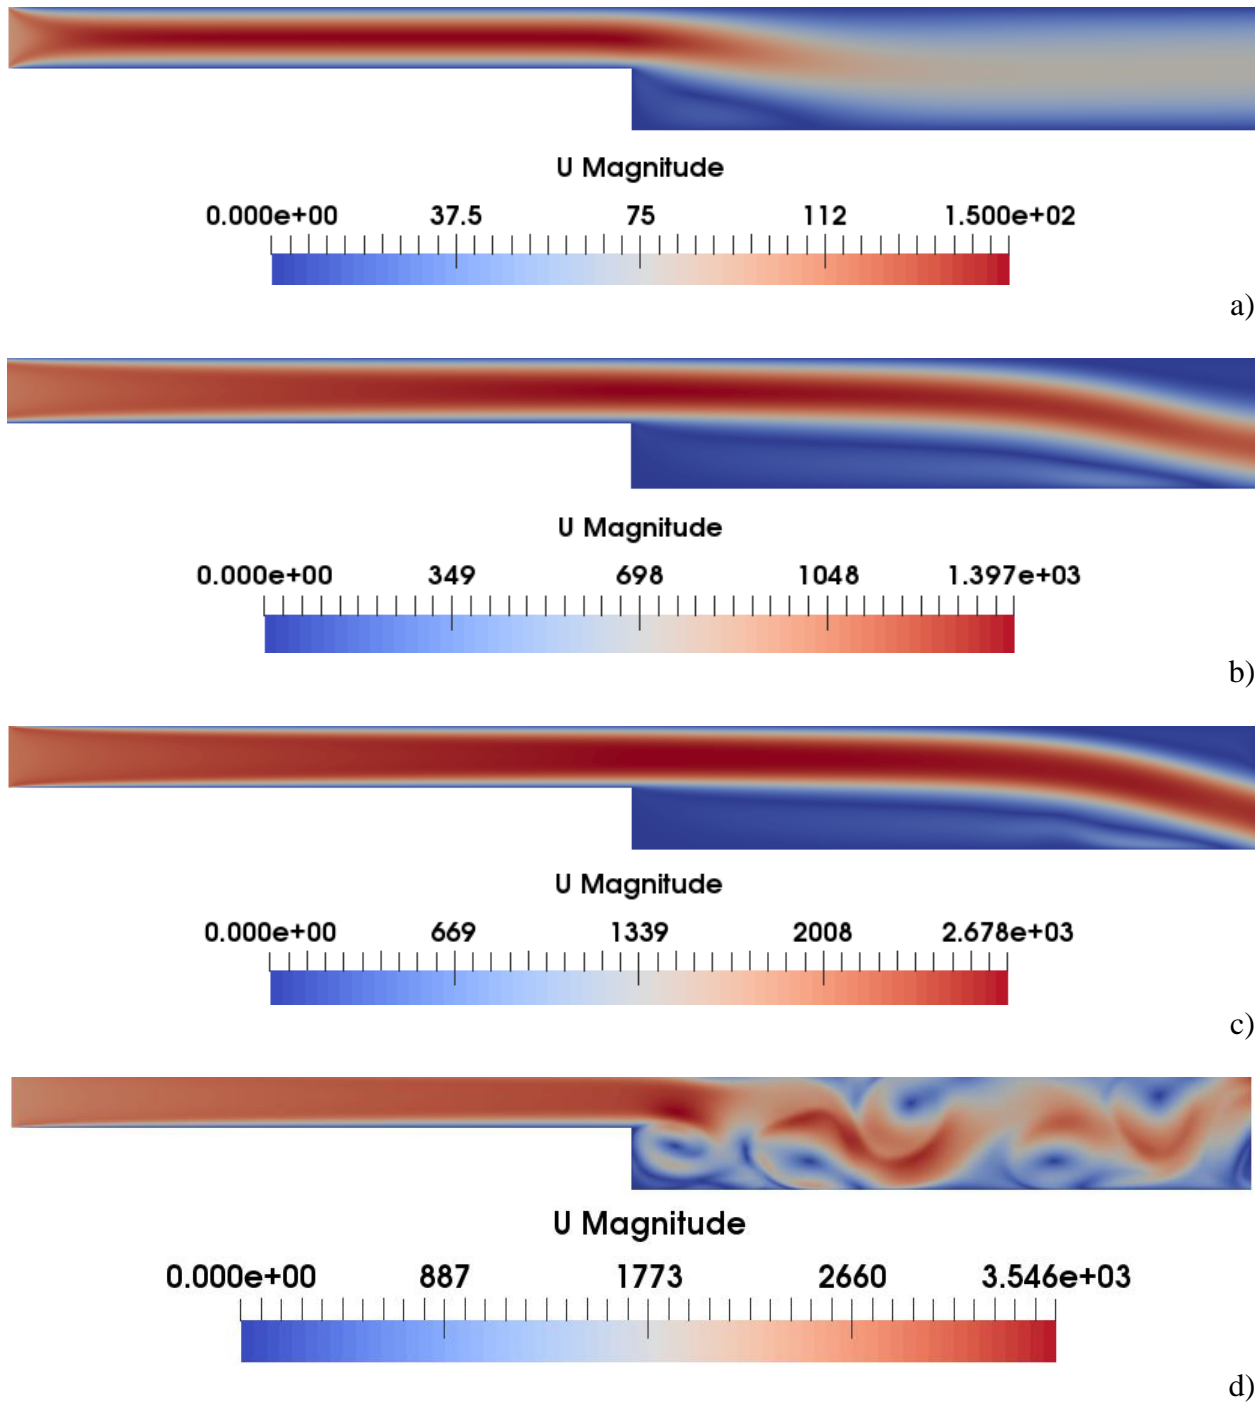 U Magnitude
0.000e+00 37.5 75 112 1.500e+02
a)
U Magnitude
0.000e+00 349 698 1048 1.397e+03
b)
U Magnitude
0.000e+00 669 1339 2008 2.678e+03
c)
U Magnitude
0.000e+00 887 1773 2660 3.546e+03
d)